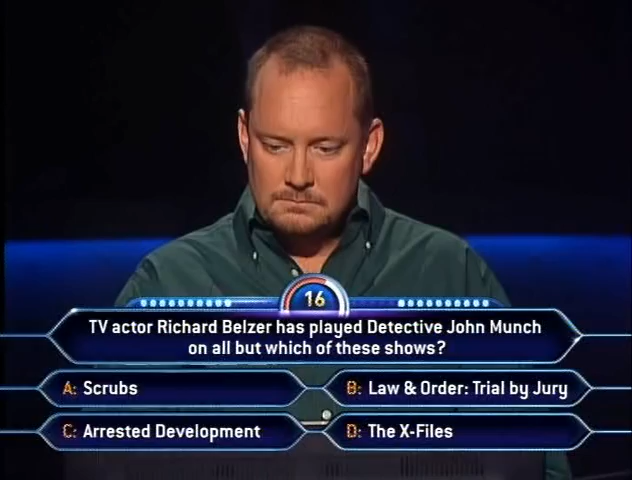 16
TV actor Richard Belzer has played Detective John Munch
on all but which of these shows?
A: Scrubs
B: Law & Order: Trial by Jury
C: Arrested Development
D: The X-Files